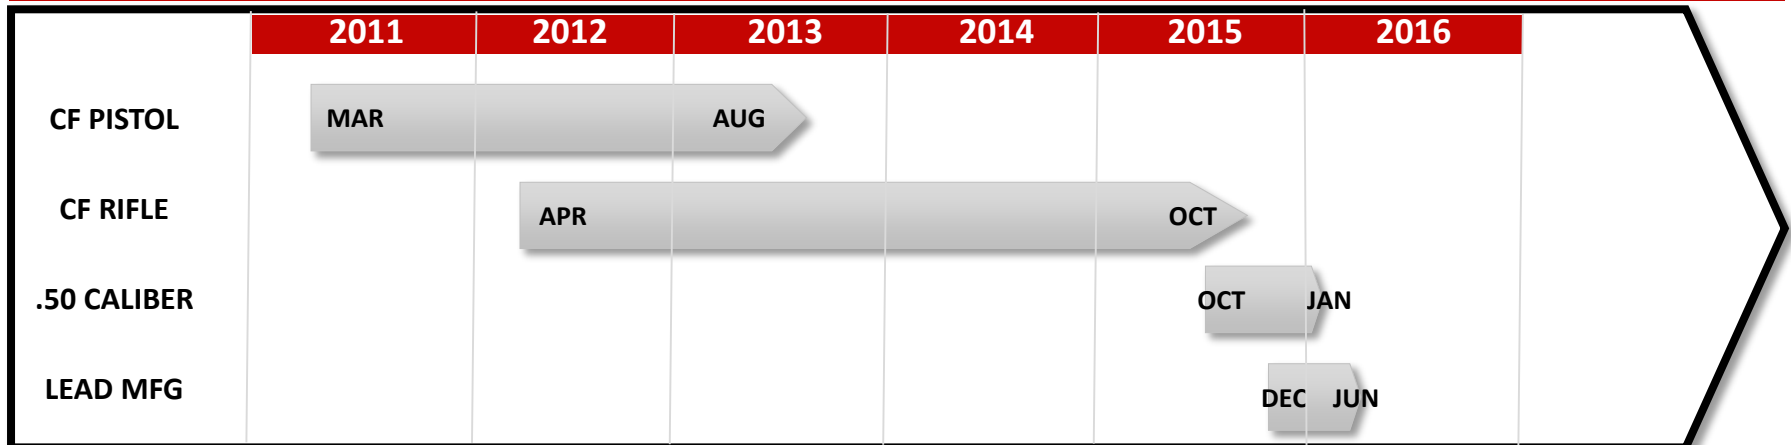 2011 2012 2013 2014 2015 2016
CF PISTOL MAR AUG
CF RIFLE APR OCT
.50 CALIBER OCT JAN
LEAD MFG DEC JUN